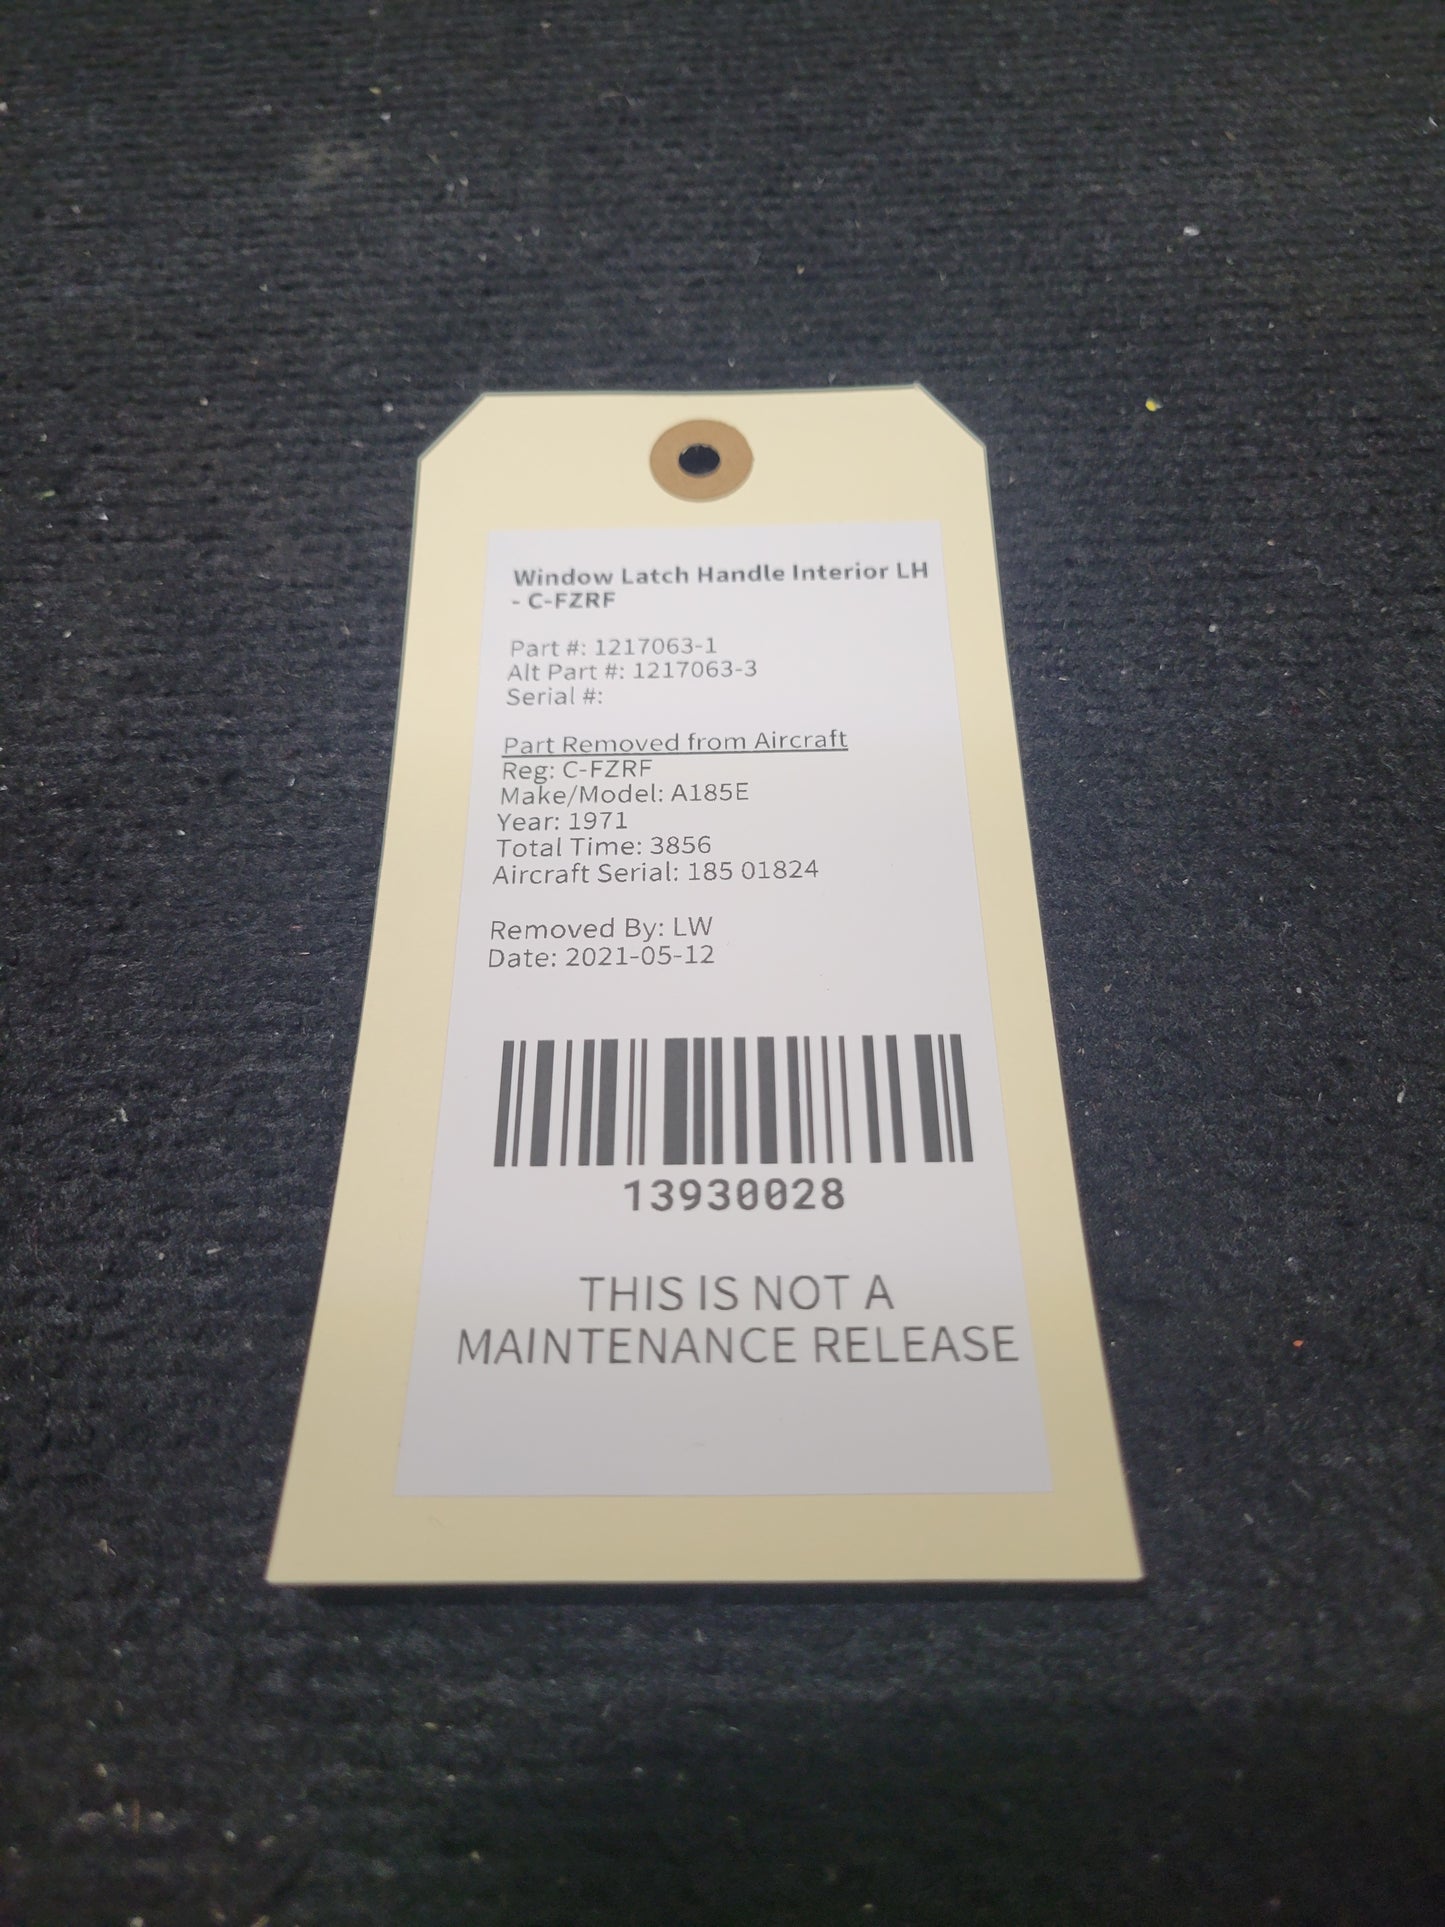 Window Latch Handle Interior LH
- C-FZRF
Part #: 1217063-1
Alt Part #: 1217063-3
Serial #:
Part Removed from Aircraft
Reg: C-FZRF
Make/Model: A185E
Year: 1971
Total Time: 3856
Aircraft Serial: 185 01824
Removed By: LW
Date: 2021-05-12
13930028
THIS IS NOT A
MAINTENANCE RELEASE